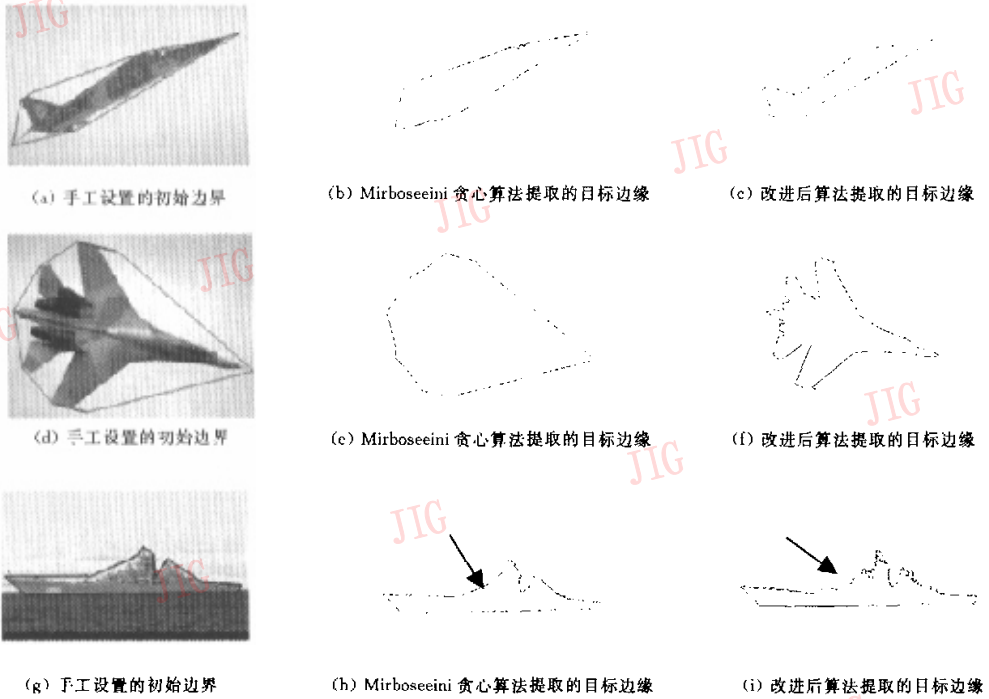 (a) 手工设置的初始边界
(b) Mirboseeini 贪心算法提取的目标边缘
(c) 改进后算法提取的目标边缘
(d) 手工设置的初始边界
(e) Mirboseeini 贪心算法提取的目标边缘
(f) 改进后算法提取的目标边缘
(g) 手工设置的初始边界
(h) Mirboseeini 贪心算法提取的目标边缘
(i) 改进后算法提取的目标边缘
JIG
JIG
JIG
JIG
JIG
JIG
JIG
JIG
JIG
JIG